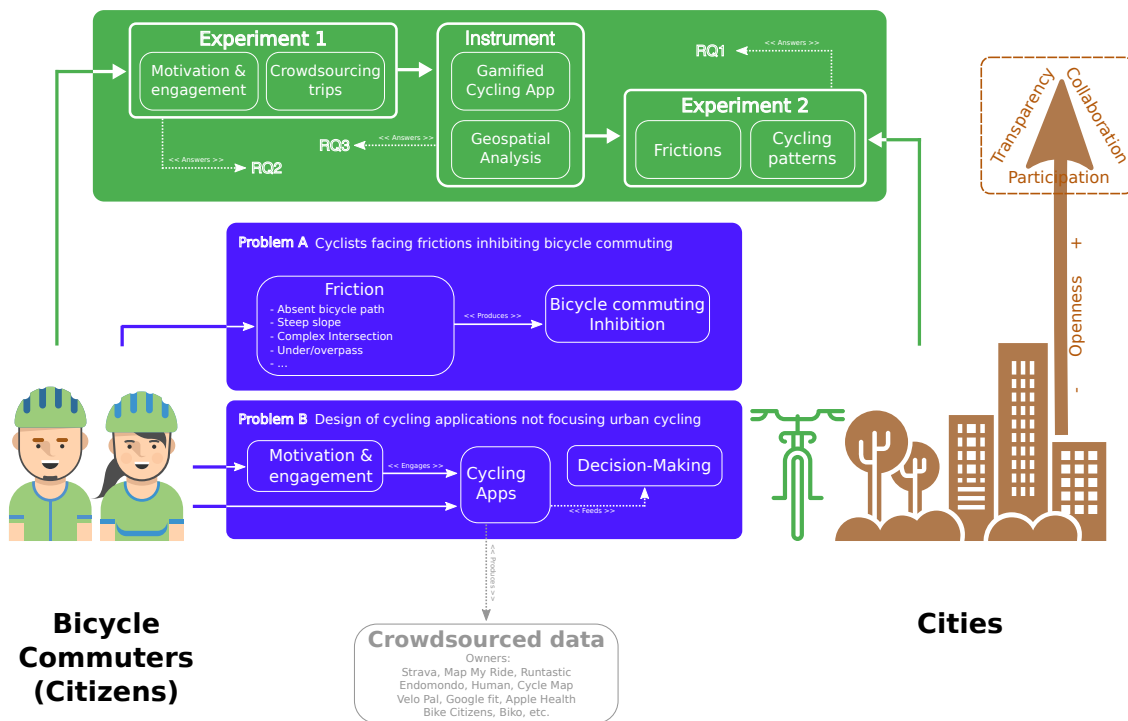 Experiment 1
Motivation &
engagement
Crowdsourcing
trips
<< Answers >>
RQ2
Instrument
Gamified
Cycling App
Geospatial
Analysis
<< Answers >>
RQ3
RQ1
<< Answers >>
Experiment 2
Frictions
Cycling
patterns
Transparency
Collaboration
Participation
- Openness +
Problem A Cyclists facing frictions inhibiting bicycle commuting
Friction
- Absent bicycle path
- Steep slope
- Complex Intersection
- Under/overpass
- ...
<< Produces >>
Bicycle commuting
Inhibition
Problem B Design of cycling applications not focusing urban cycling
Motivation &
engagement
<< Engages >>
Cycling
Apps
Decision-Making
<< Feeds >>
<< Produces >>
Bicycle
Commuters
(Citizens)
Cities
Crowdsourced data
Owners:
Strava, Map My Ride, Runtastic
Endomondo, Human, Cycle Map
Velo Pal, Google fit, Apple Health
Bike Citizens, Biko, etc.